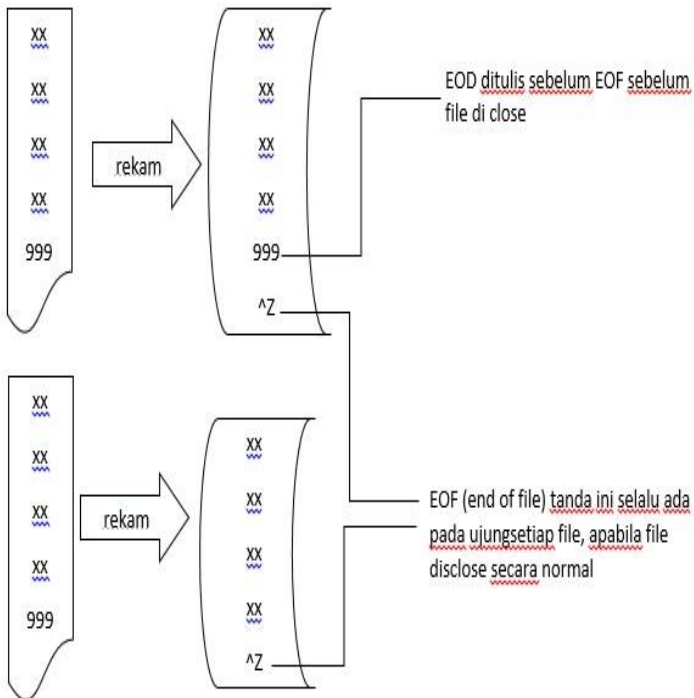 xx
xx
xx
xx
999
rekam
xx
xx
xx
xx
999
^Z
EOD ditulis sebelum EOF sebelum
file di close
xx
xx
xx
xx
999
rekam
xx
xx
xx
xx
^Z
EOF (end of file) tanda ini selalu ada
pada ujungsetiap file, apabila file
disclose secara normal